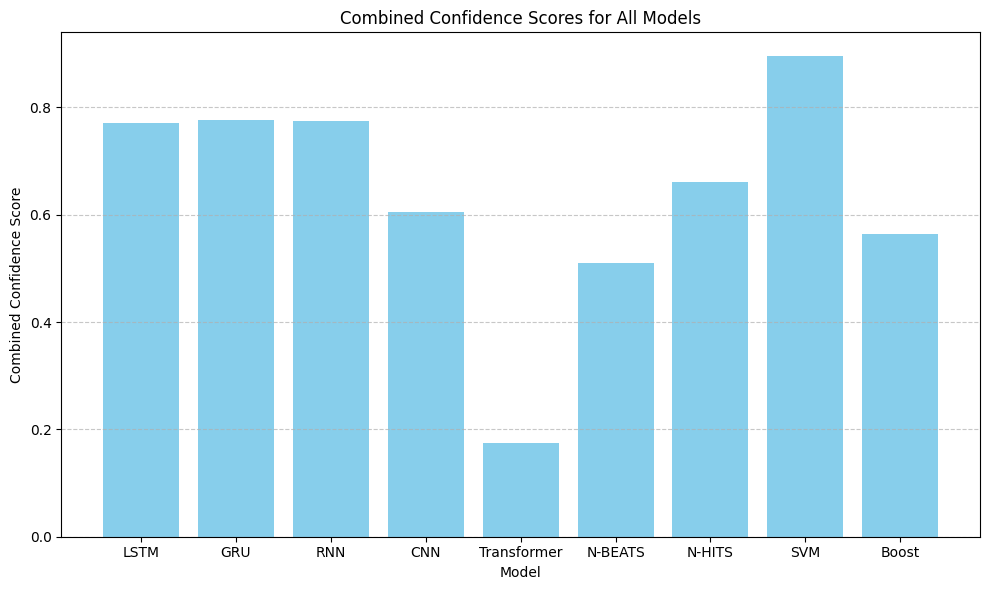 Combined Confidence Scores for All Models
Combined Confidence Score
0.8
0.6
0.4
0.2
0.0
LSTM GRU RNN CNN Transformer N-BEATS N-HITS SVM Boost
Model